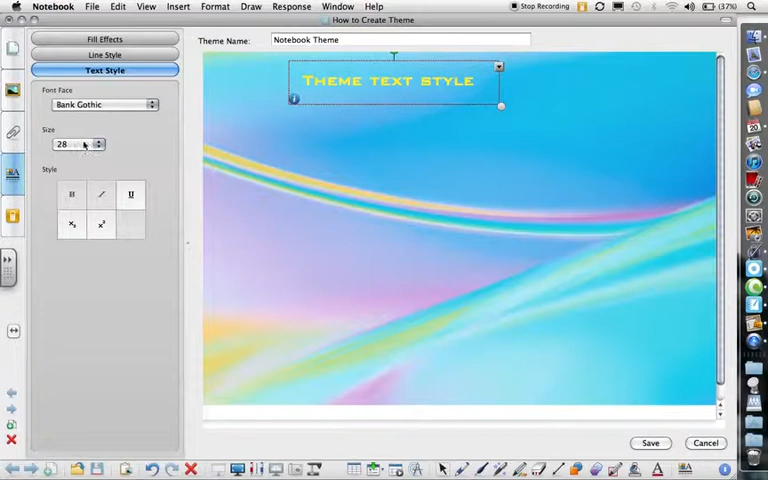 Notebook File Edit View Insert Format Draw Response Window Help Stop Recording (37%)
How to Create Theme
Fill Effects
Theme Name: Notebook Theme
Line Style
Text Style
Font Face
Bank Gothic
THEME TEXT STYLE
Size
28
Style
B I U
X₂ X²
Save Cancel